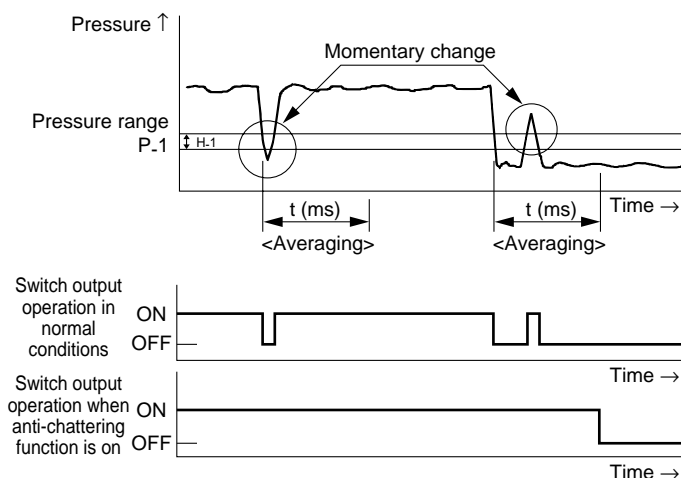 Pressure ↑
Momentary change
Pressure range
P-1
H-1
t (ms)
t (ms)
Time →
<Averaging>
<Averaging>
Switch output
operation in
normal
conditions
ON
OFF
Time →
Switch output
operation when
anti-chattering
function is on
ON
OFF
Time →